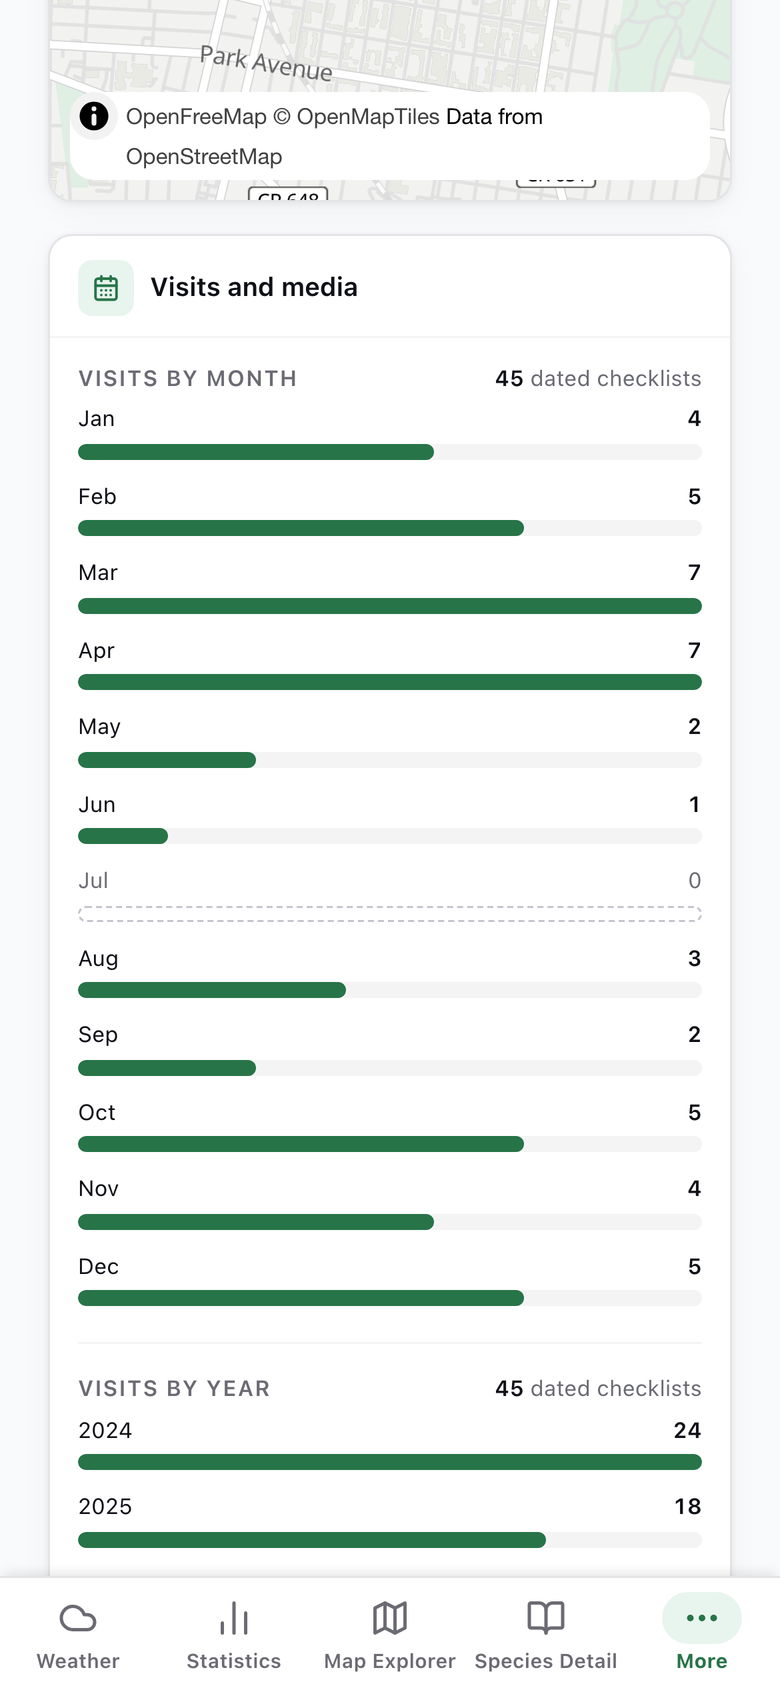 Park Avenue
OpenFreeMap © OpenMapTiles Data from
OpenStreetMap
Visits and media
VISITS BY MONTH 45 dated checklists
Jan 4
Feb 5
Mar 7
Apr 7
May 2
Jun 1
Jul 0
Aug 3
Sep 2
Oct 5
Nov 4
Dec 5
VISITS BY YEAR 45 dated checklists
2024 24
2025 18
Weather Statistics Map Explorer Species Detail More